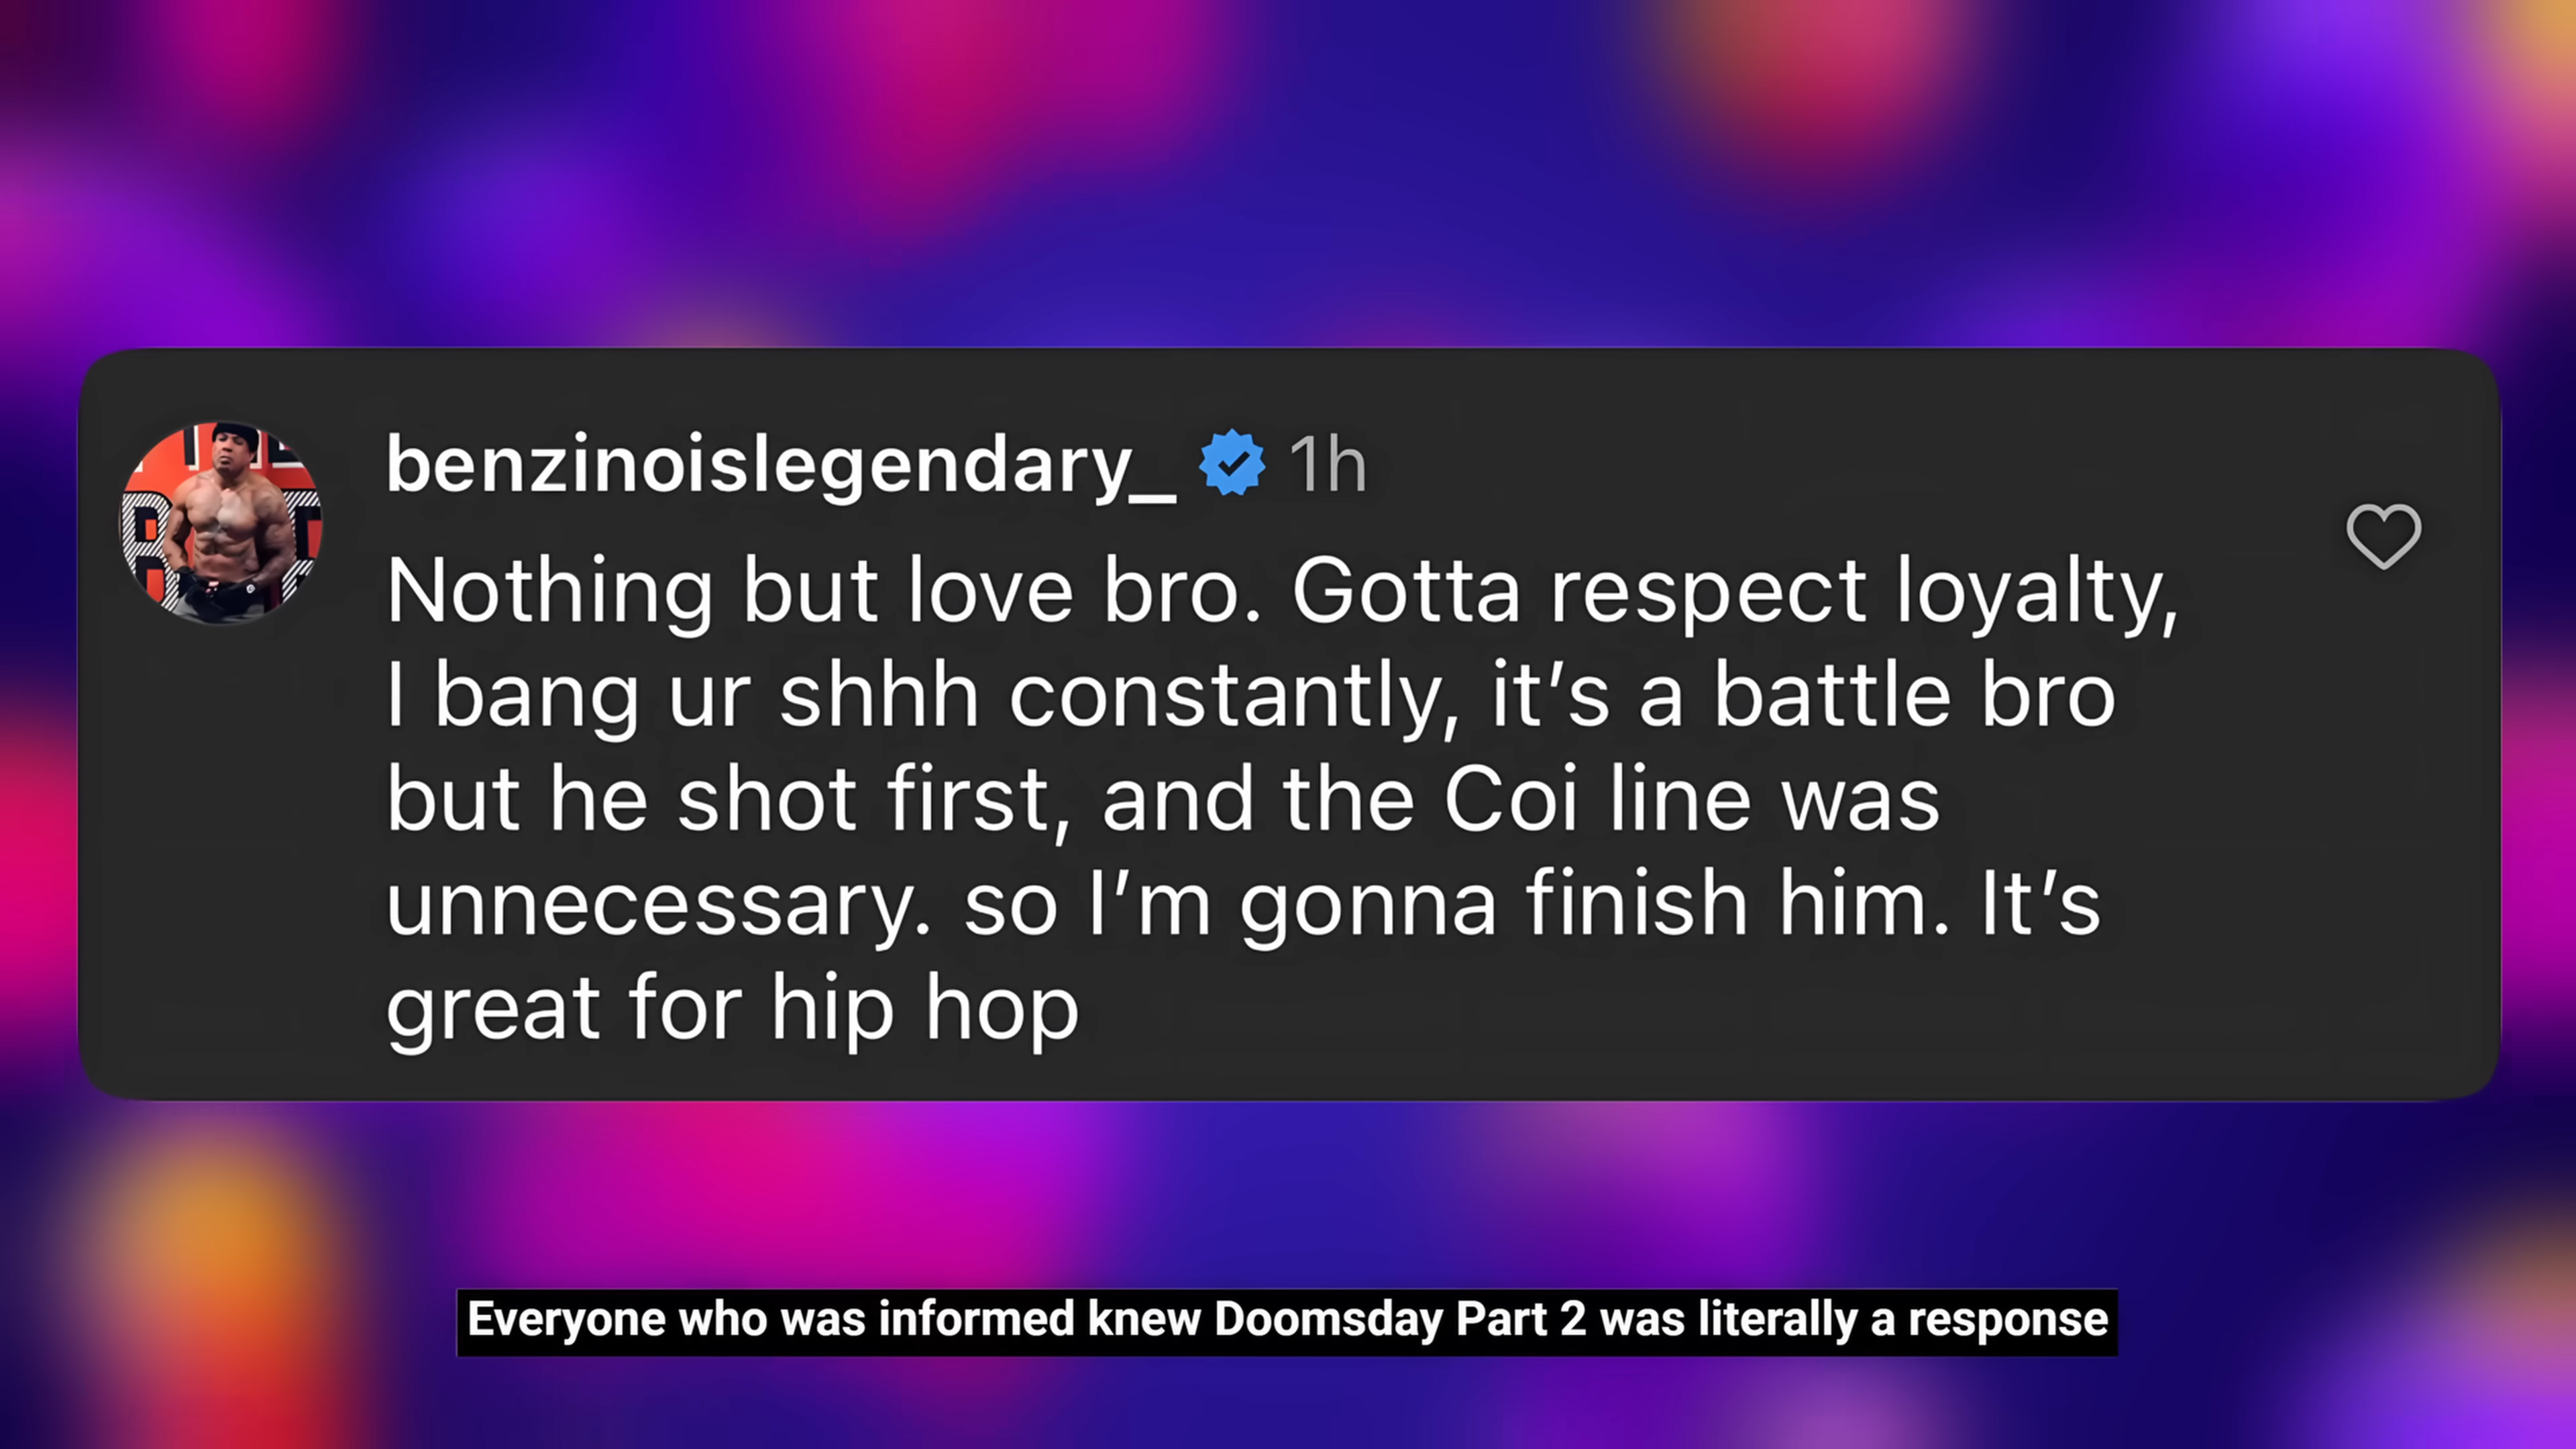 benzinoislegendary_ 1h
Nothing but love bro. Gotta respect loyalty,
I bang ur shhh constantly, it’s a battle bro
but he shot first, and the Coi line was
unnecessary. so I’m gonna finish him. It’s
great for hip hop
Everyone who was informed knew Doomsday Part 2 was literally a response